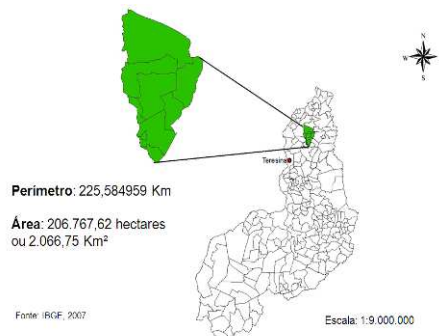 N
W
S
Teresina
Perímetro: 225,584959 Km
Área: 206.767,62 hectares
ou 2.066,75 Km²
Fonte: IBGE, 2007
Escala: 1:9.000.000